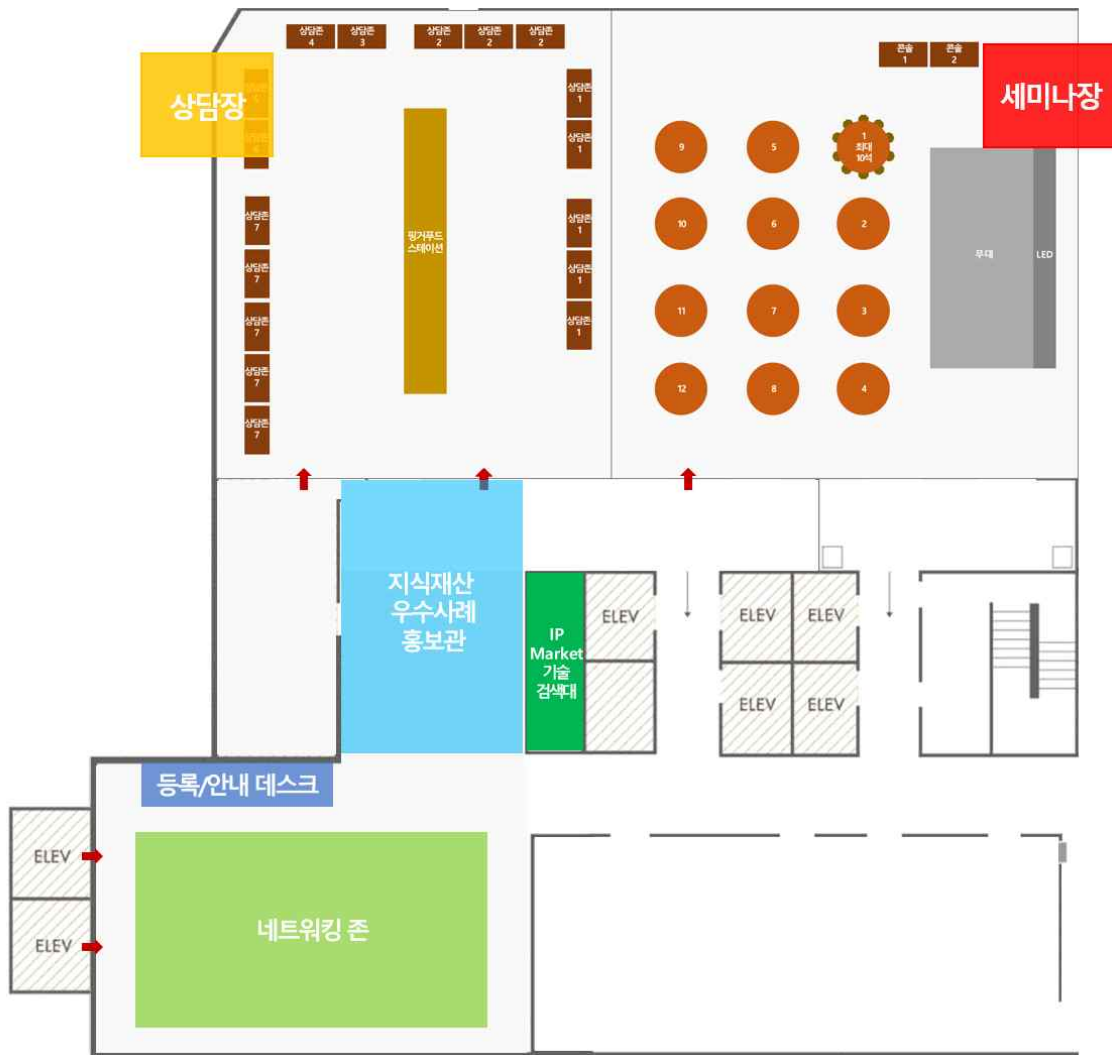 상담존
4
상담존
3
상담존
2
상담존
2
상담존
2
콘솔
1
콘솔
2
상담장
세미나장
상담존
1
상담존
1
상담존
7
상담존
7
상담존
7
상담존
7
상담존
7
핑거푸드
스테이션
상담존
1
상담존
1
상담존
1
9
5
1
최대
10석
10
6
2
11
7
3
12
8
4
무대
LED
지식재산
우수사례
홍보관
IP
Market
기술
검색대
ELEV
ELEV
ELEV
ELEV
ELEV
등록/안내 데스크
ELEV
ELEV
네트워킹 존